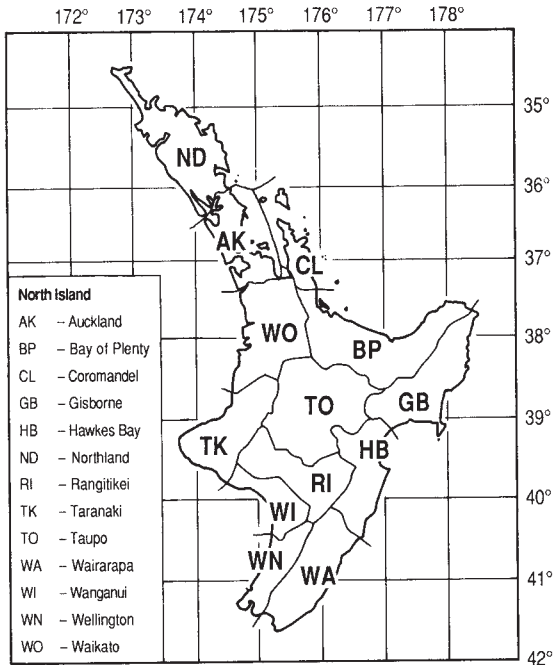 172° 173° 174° 175° 176° 177° 178°
35°
ND
36°
AK
37°
CL
North Island
AK – Auckland
BP – Bay of Plenty
CL – Coromandel
GB – Gisborne
HB – Hawkes Bay
ND – Northland
RI – Rangitikei
TK – Taranaki
TO – Taupo
WA – Wairarapa
WI – Wanganui
WN – Wellington
WO – Waikato
WO
38°
BP
TO
GB
39°
TK
HB
RI
40°
WI
WN
WA
41°
42°